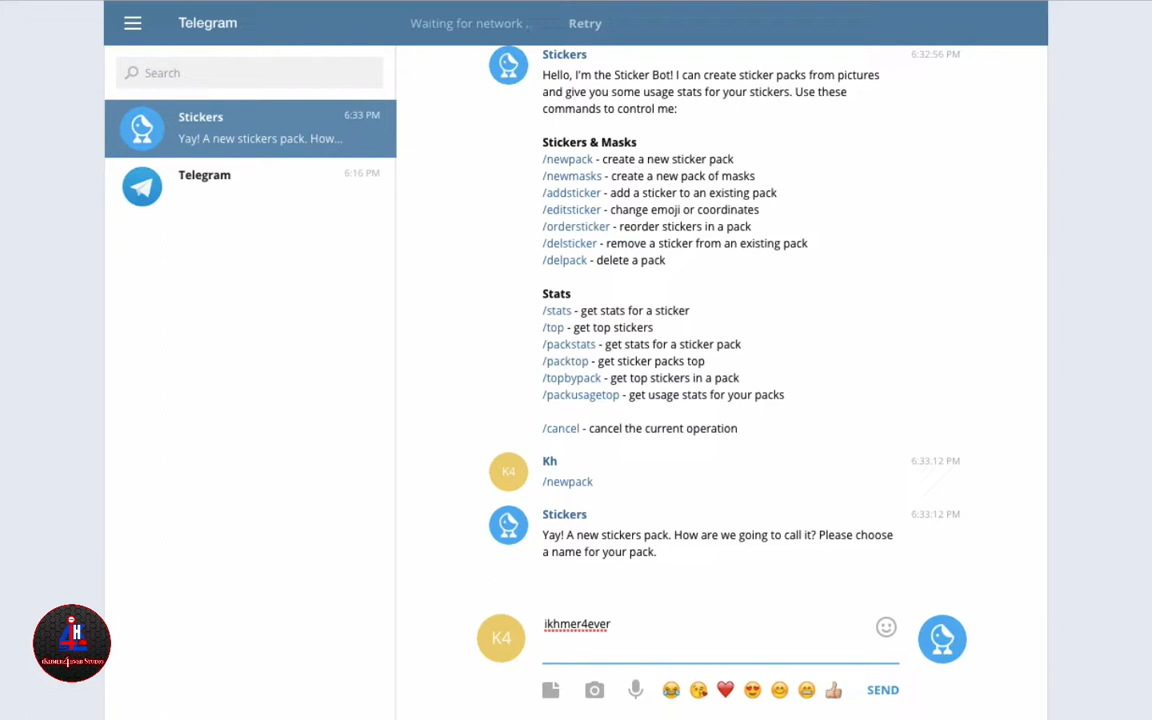 Telegram
Waiting for network ..
Retry
Search
Stickers
6:33 PM
Yay! A new stickers pack. How...
Telegram
6:16 PM
Stickers
6:32:56 PM
Hello, I'm the Sticker Bot! I can create sticker packs from pictures
and give you some usage stats for your stickers. Use these
commands to control me:
Stickers & Masks
/newpack - create a new sticker pack
/newmasks - create a new pack of masks
/addsticker - add a sticker to an existing pack
/editsticker - change emoji or coordinates
/ordersticker - reorder stickers in a pack
/delsticker - remove a sticker from an existing pack
/delpack - delete a pack
Stats
/stats - get stats for a sticker
/top - get top stickers
/packstats - get stats for a sticker pack
/packtop - get sticker packs top
/topbypack - get top stickers in a pack
/packusagetop - get usage stats for your packs
/cancel - cancel the current operation
K4
Kh
6:33:12 PM
/newpack
Stickers
6:33:12 PM
Yay! A new stickers pack. How are we going to call it? Please choose
a name for your pack.
K4
ikhmer4ever
SEND
iKhmer4ever Studio